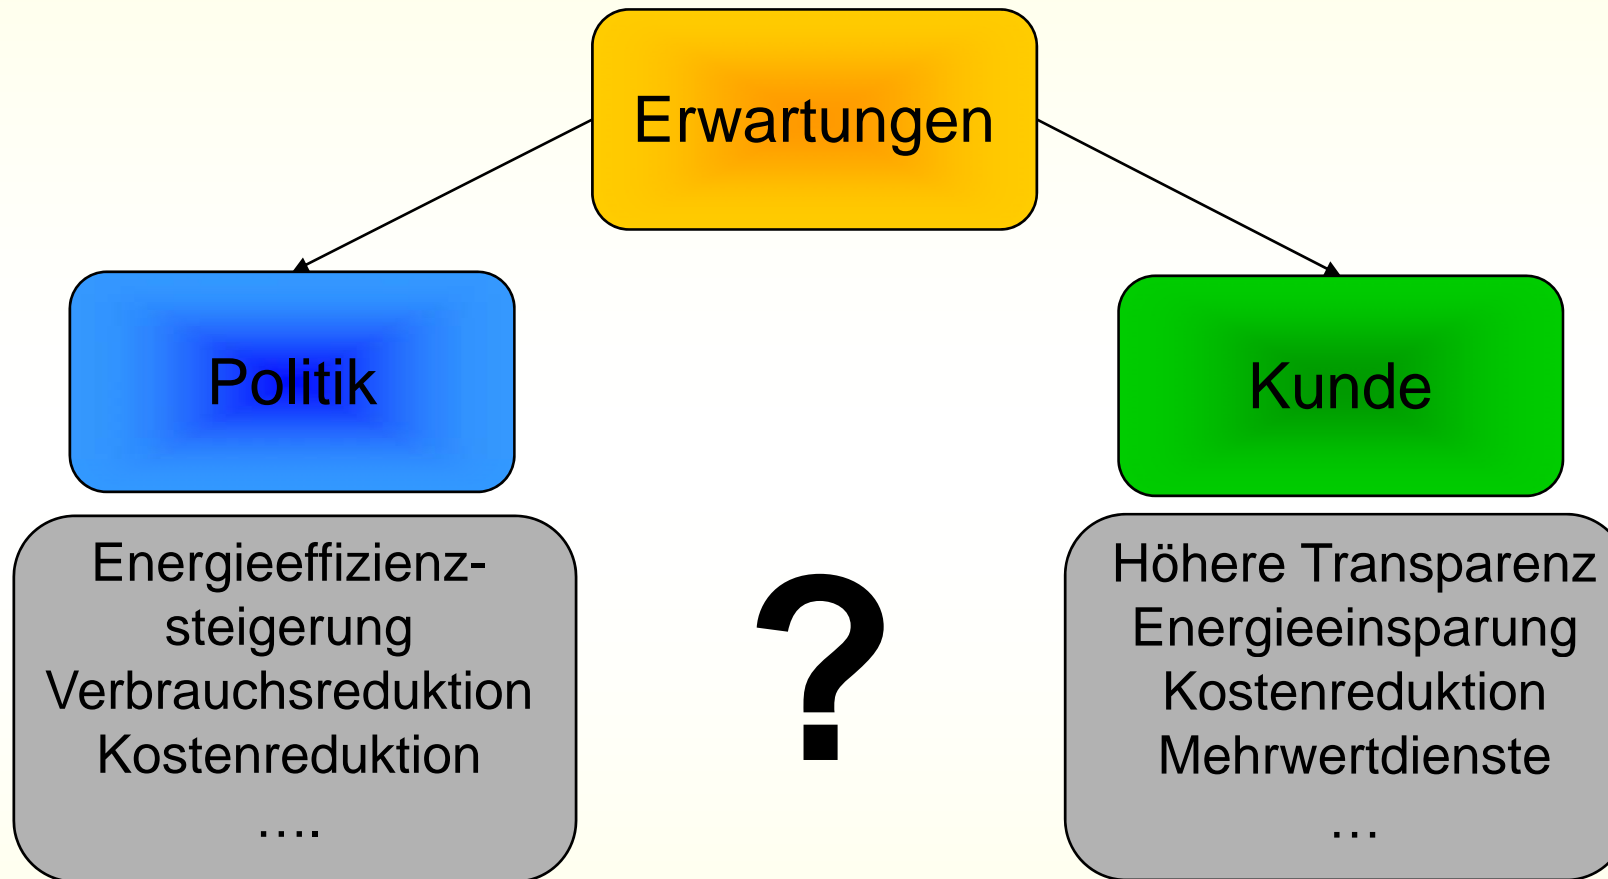 Erwartungen
Politik
Kunde
Energieeffizienz-
steigerung
Verbrauchsreduktion
Kostenreduktion
….
?
Höhere Transparenz
Energieeinsparung
Kostenreduktion
Mehrwertdienste
…